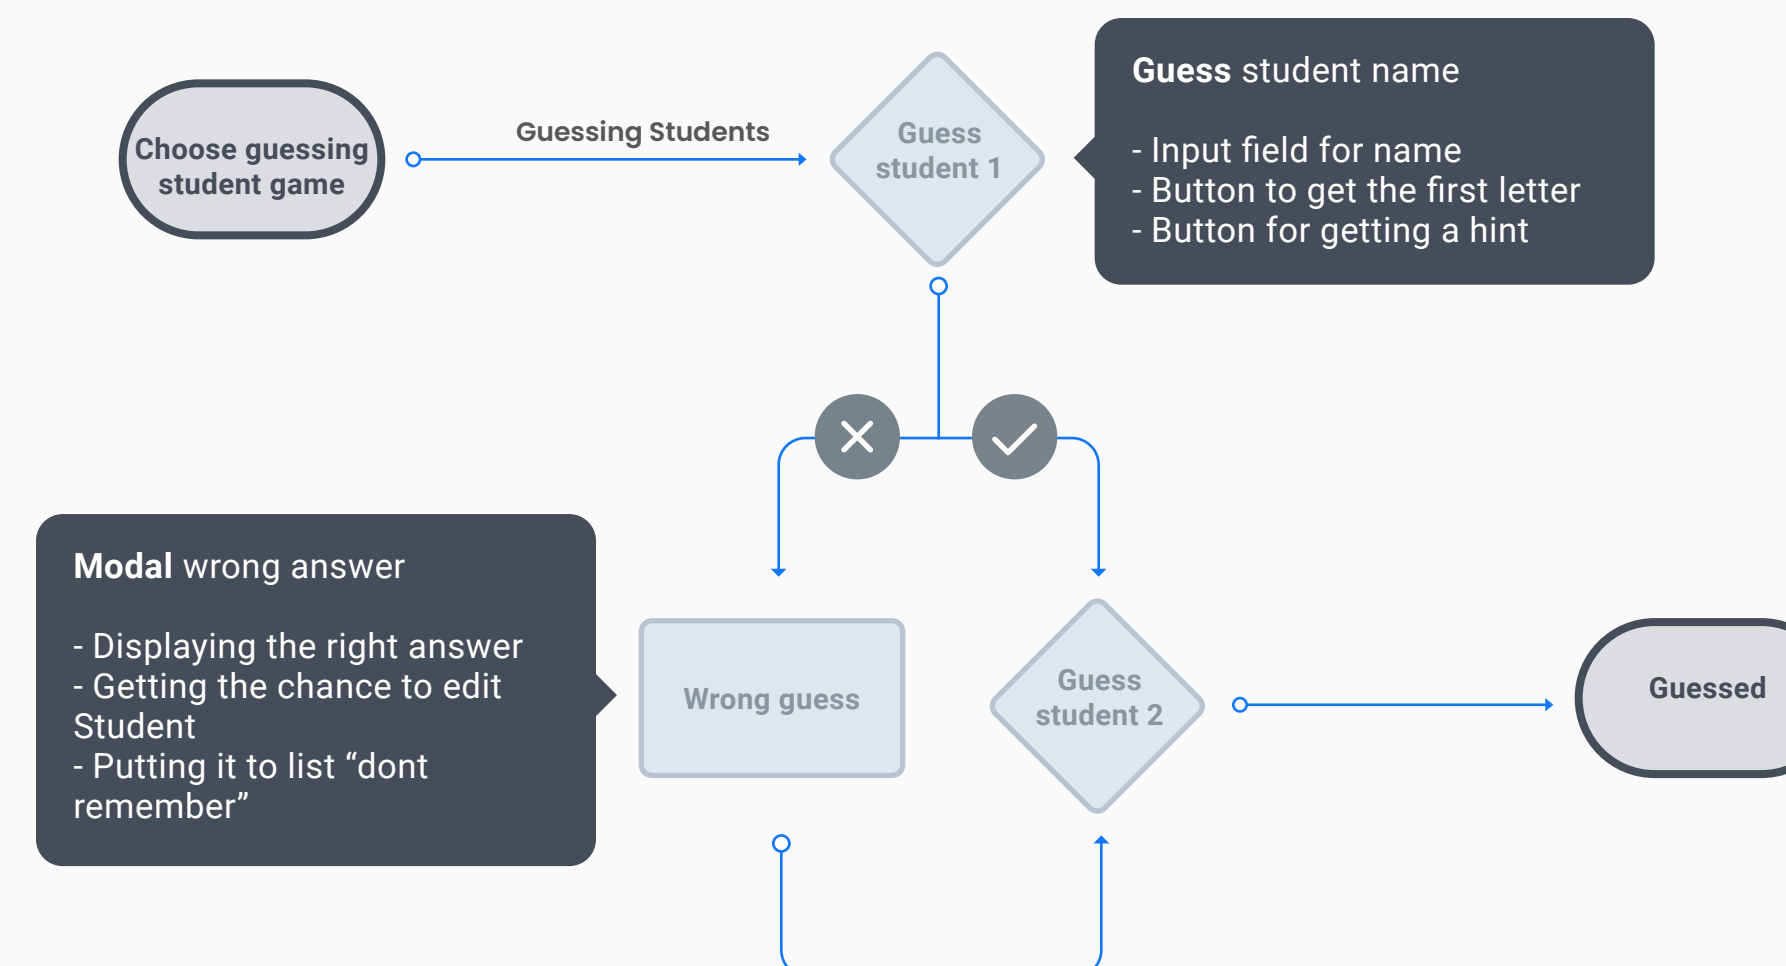 Choose guessing
student game
Guessing Students
Guess
student 1
Guess student name
- Input field for name
- Button to get the first letter
- Button for getting a hint
Modal wrong answer
- Displaying the right answer
- Getting the chance to edit
Student
- Putting it to list “dont
remember”
Wrong guess
Guess
student 2
Guessed